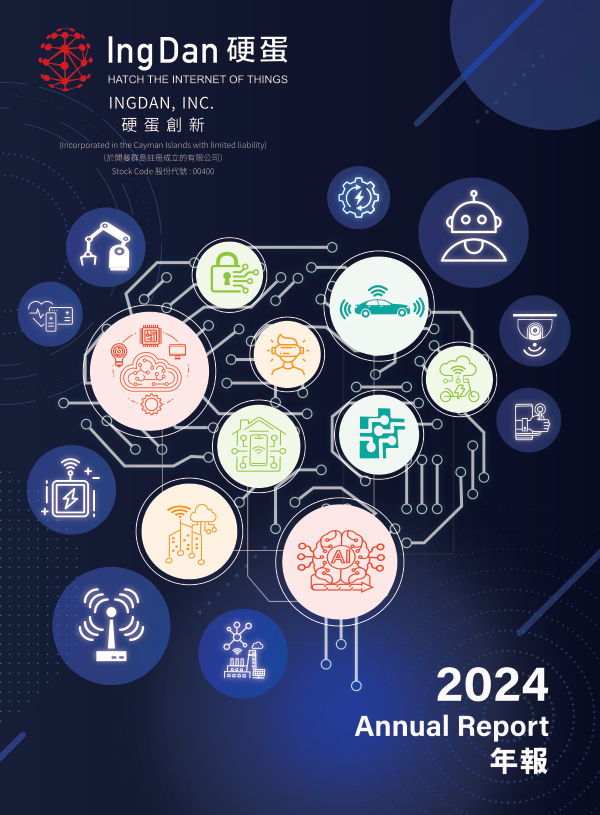 IngDan 硬蛋
HATCH THE INTERNET OF THINGS
INGDAN, INC.
硬蛋創新
(Incorporated in the Cayman Islands with limited liability)
(於開曼群島註冊成立的有限公司)
Stock Code 股份代號 : 00400
AI
2024
Annual Report
年報